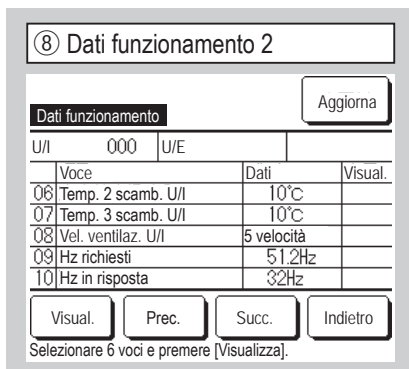 ⑧ Dati funzionamento 2
Aggiorna
Dati funzionamento
U/I 000 U/E
Voce Dati Visual.
06 Temp. 2 scamb. U/I 10°C
07 Temp. 3 scamb. U/I 10°C
08 Vel. ventilaz. U/I 5 velocità
09 Hz richiesti 51.2Hz
10 Hz in risposta 32Hz
Visual. Prec. Succ. Indietro
Selezionare 6 voci e premere [Visualizza].